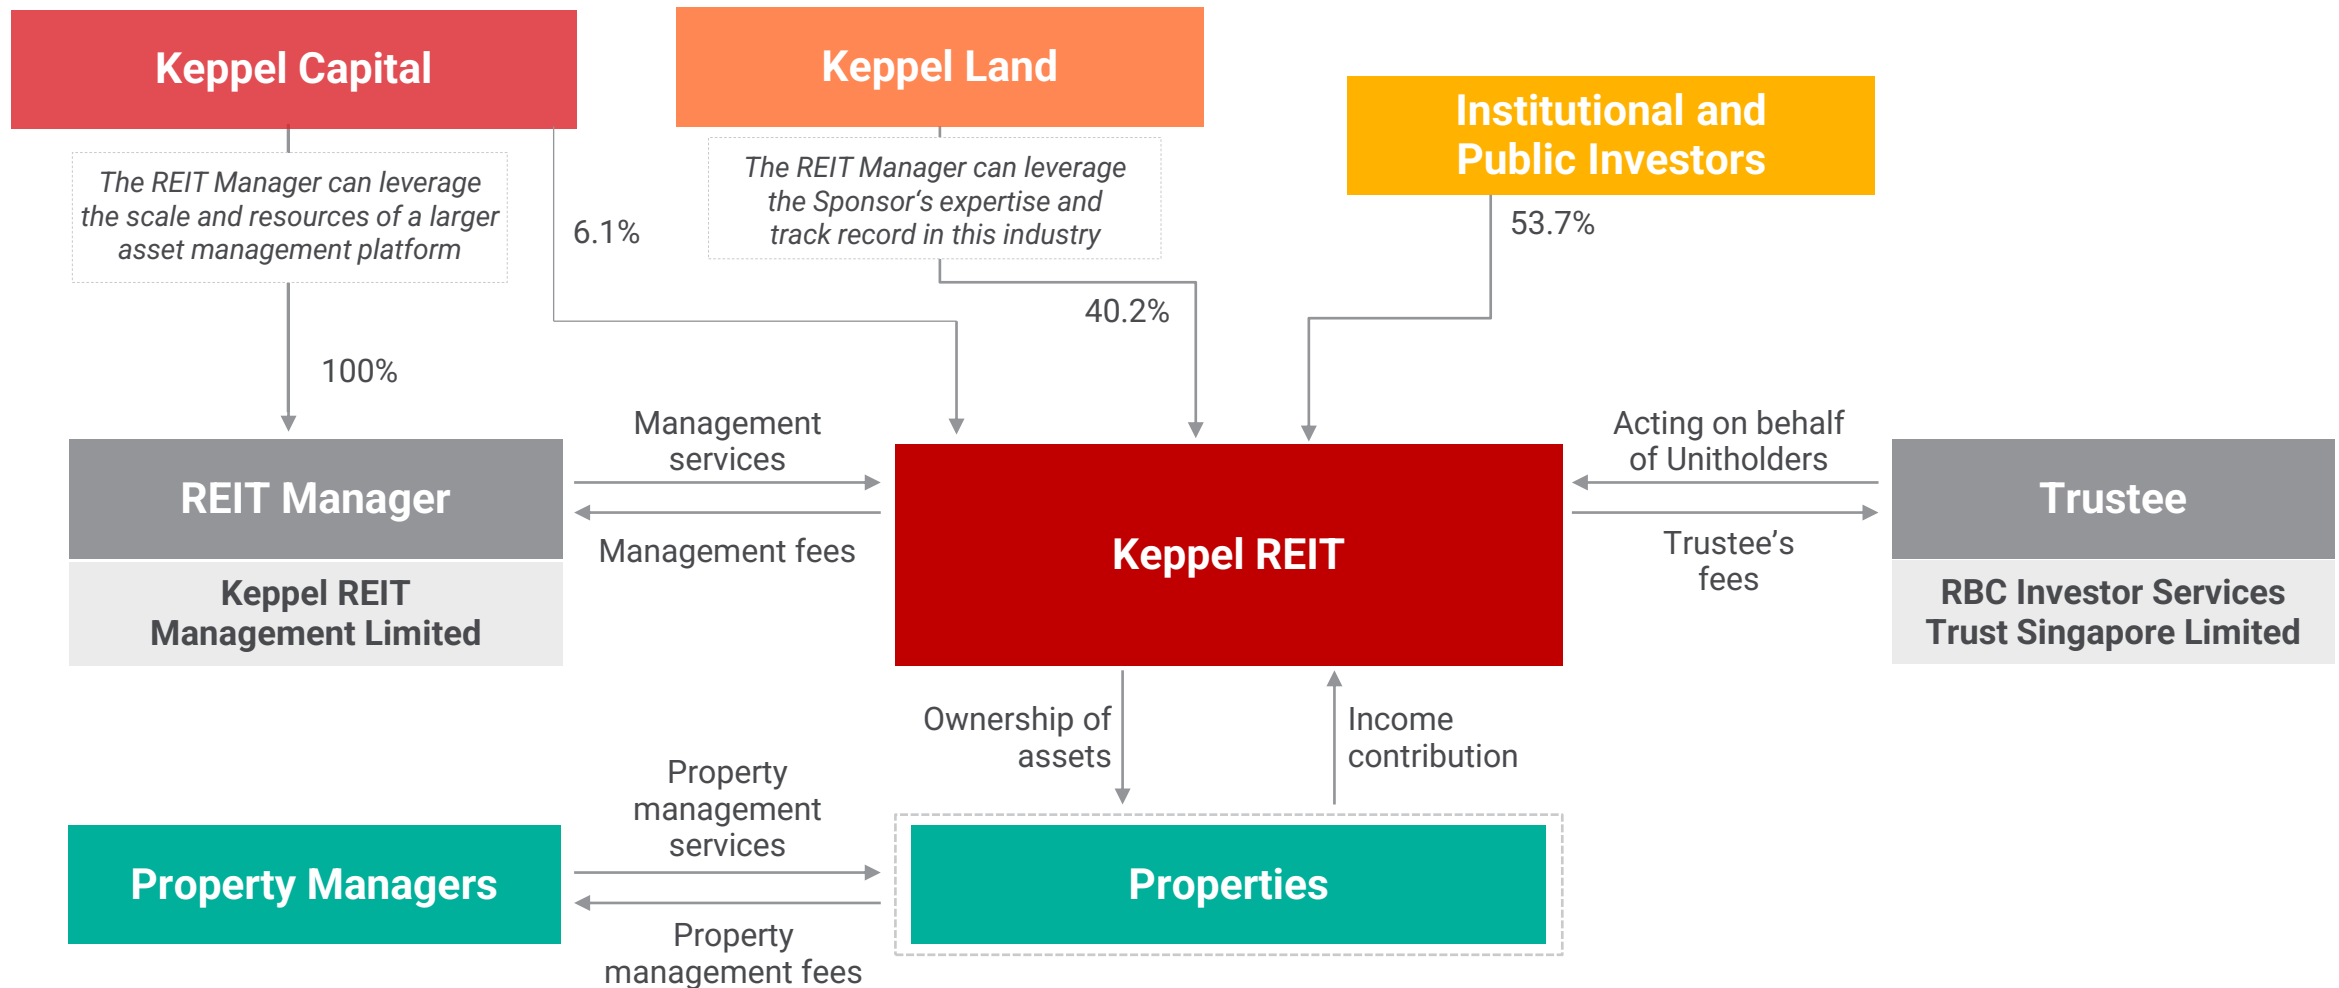 Keppel Capital
Keppel Land
Institutional and
Public Investors
The REIT Manager can leverage
the scale and resources of a larger
asset management platform
6.1%
The REIT Manager can leverage
the Sponsor‘s expertise and
track record in this industry
53.7%
40.2%
100%
Management
services
Management fees
Acting on behalf
of Unitholders
Trustee’s
fees
REIT Manager
Keppel REIT
Management Limited
Keppel REIT
Trustee
RBC Investor Services
Trust Singapore Limited
Ownership of
assets
Income
contribution
Property
management
services
Property
management fees
Property Managers
Properties